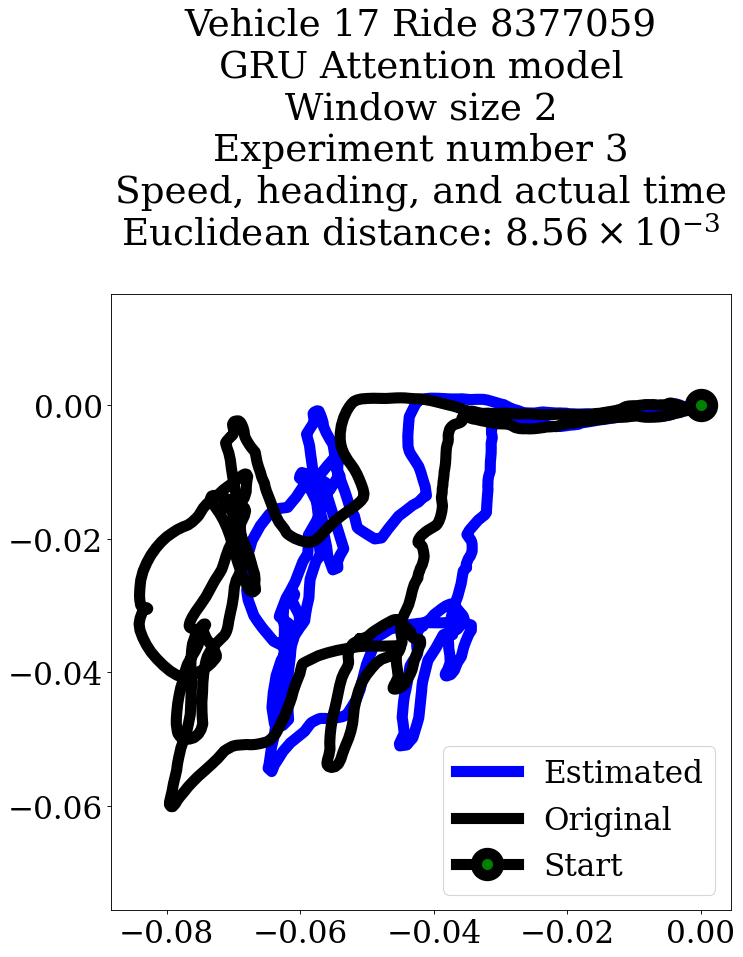 Vehicle 17 Ride 8377059
GRU Attention model
Window size 2
Experiment number 3
Speed, heading, and actual time
Euclidean distance: 8.56 × 10⁻³
0.00
−0.02
−0.04
−0.06
Estimated
Original
Start
−0.08 −0.06 −0.04 −0.02 0.00